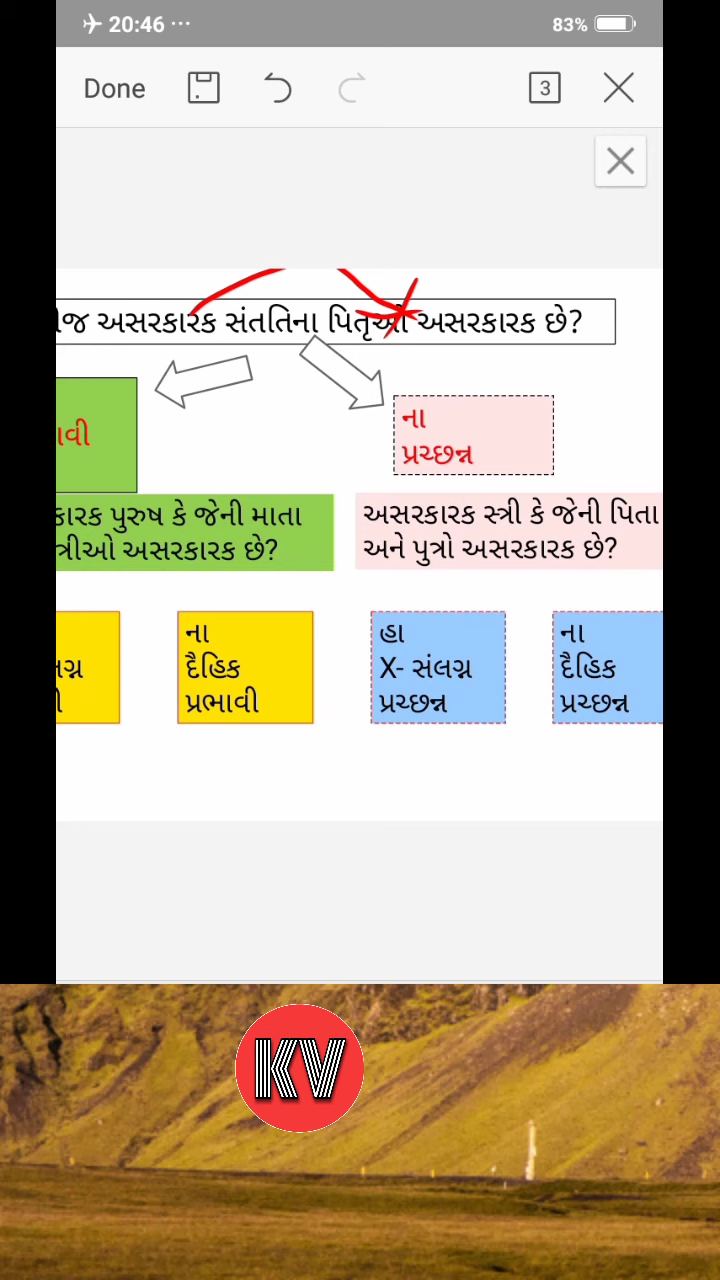 20:46 ···
83%
Done
3
અસરકારક સંતતિના પિતૃઓ અસરકારક છે?
ના
પ્રચ્છન્ન
પુરુષ કે જેની માતા
અસરકારક છે?
અસરકારક સ્ત્રી કે જેની પિતા
અને પુત્રો અસરકારક છે?
ના
દૈહિક
પ્રભાવી
હા
X- સંલગ્ન
પ્રચ્છન્ન
ના
દૈહિક
પ્રચ્છન્ન
KV